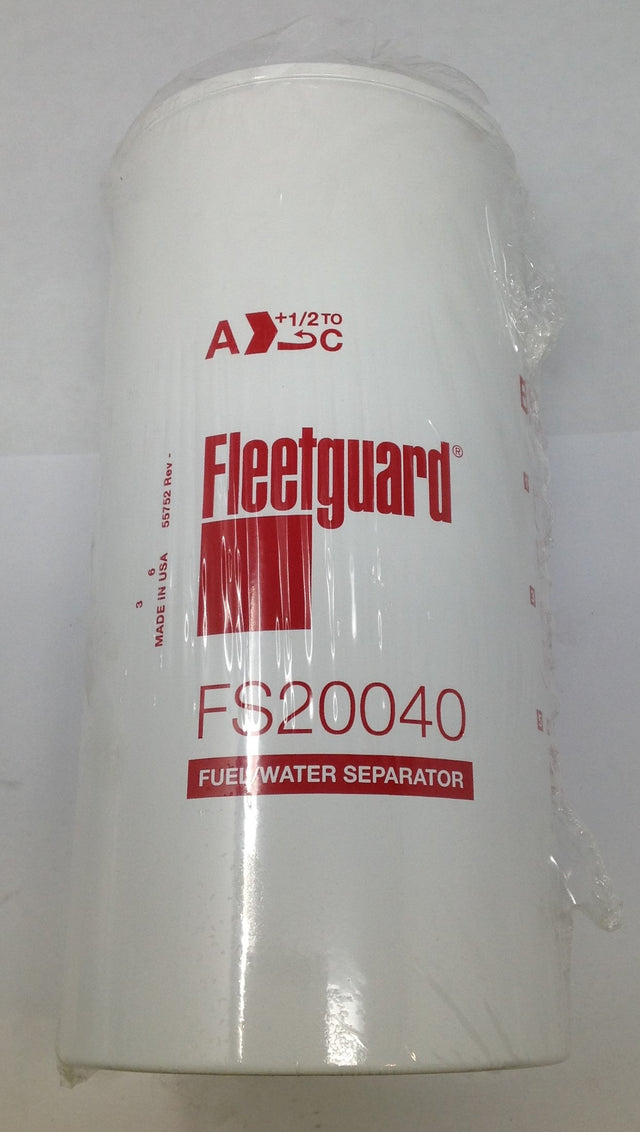 A +1/2 TO C
Fleetguard®
FS20040
FUEL/WATER SEPARATOR
55752 Rev -
MADE IN USA
3 6